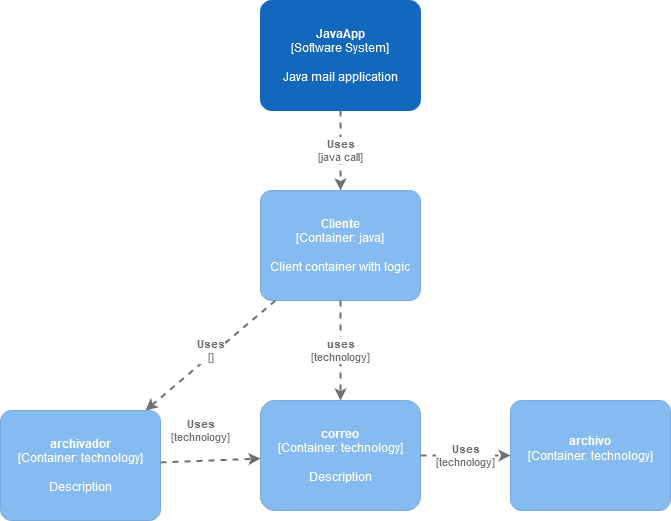 JavaApp
[Software System]
Java mail application
Uses
[java call]
Cliente
[Container: java]
Client container with logic
Uses
[]
uses
[technology]
archivador
[Container: technology]
Description
Uses
[technology]
correo
[Container: technology]
Description
Uses
[technology]
archivo
[Container: technology]